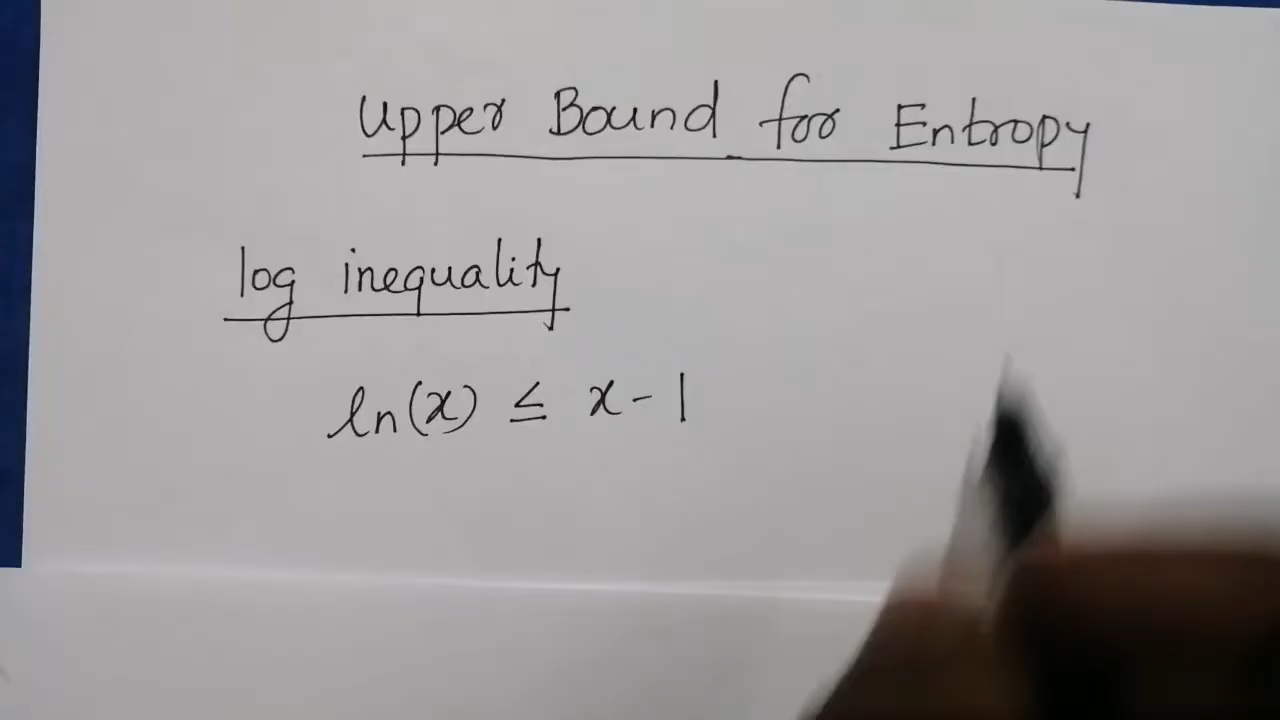 Upper Bound for Entropy
log inequality
ln(x) ≤ x - 1